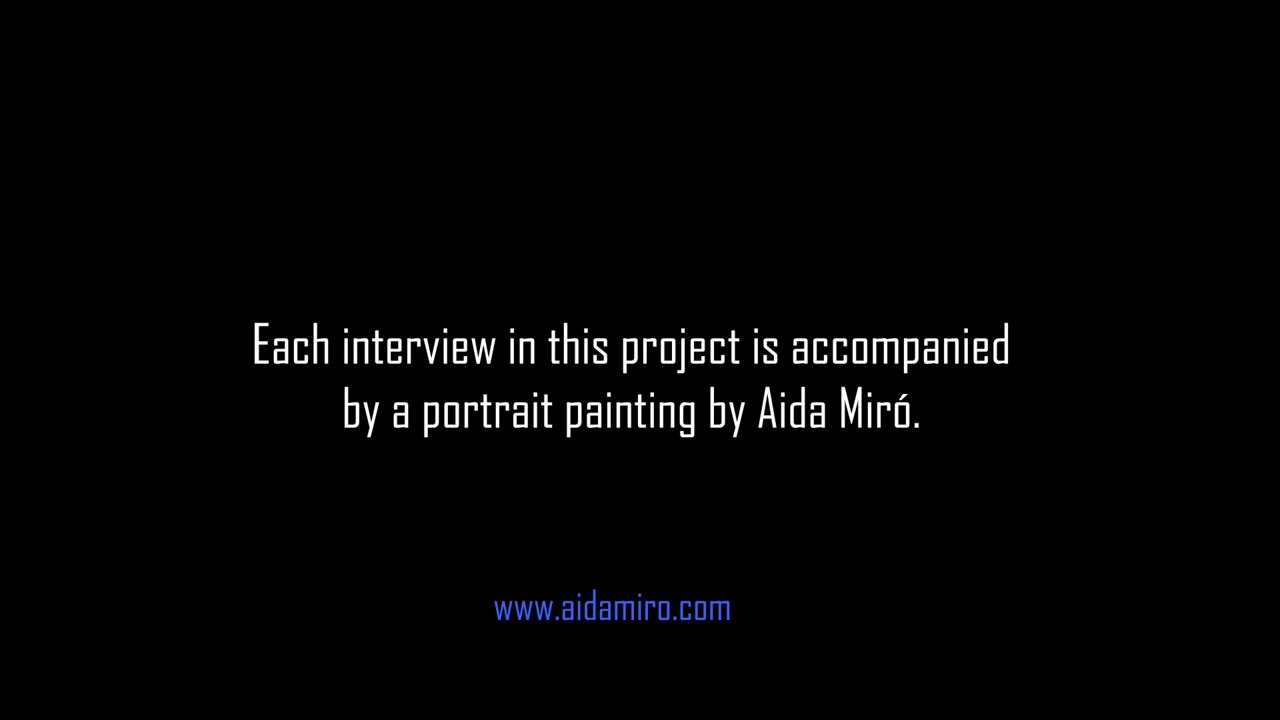 Each interview in this project is accompanied
by a portrait painting by Aida Miró.
www.aidamiro.com